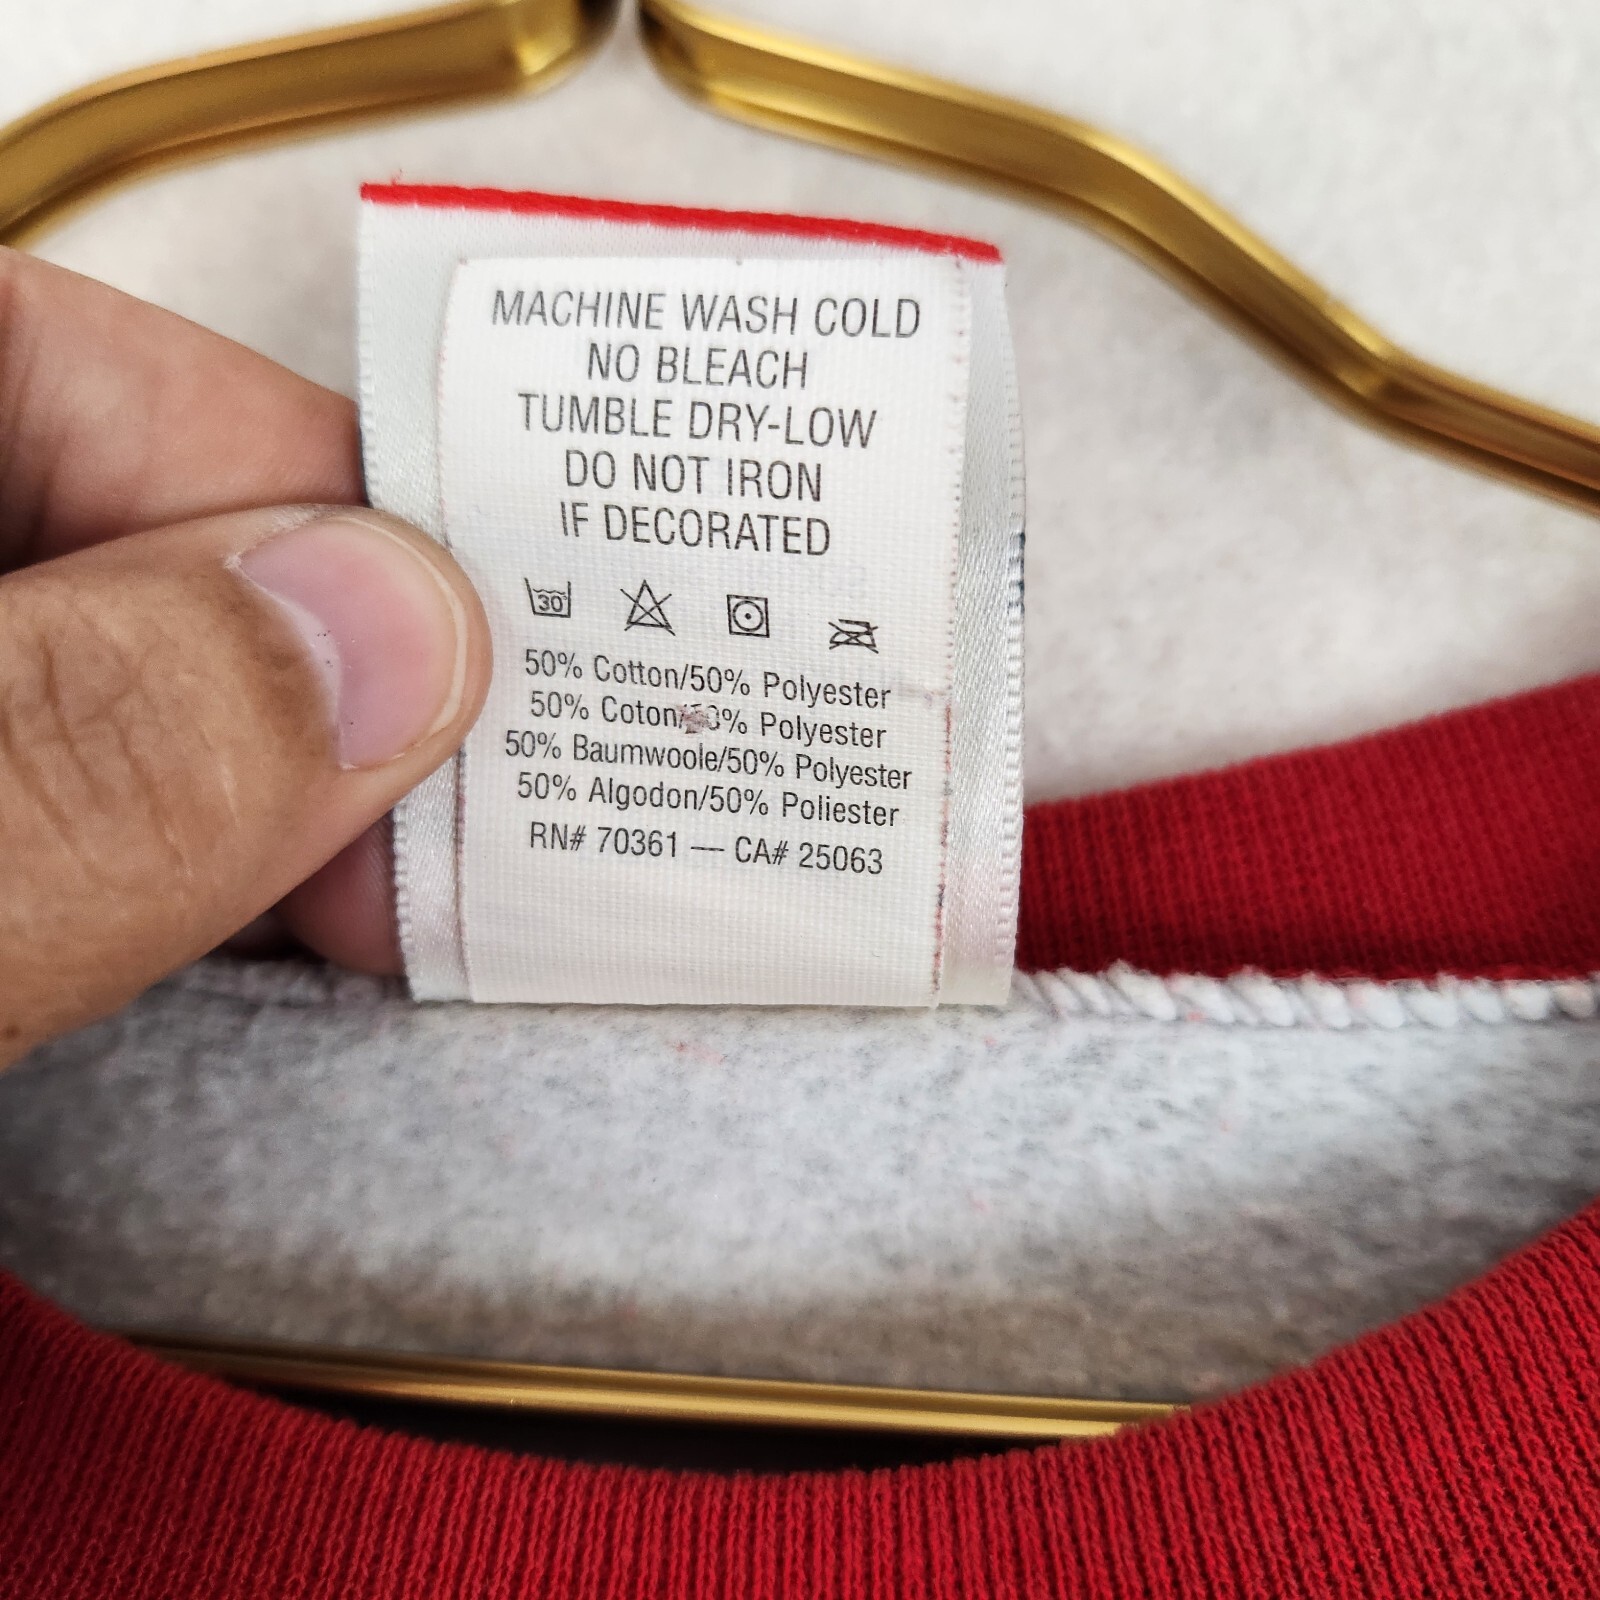 MACHINE WASH COLD
NO BLEACH
TUMBLE DRY-LOW
DO NOT IRON
IF DECORATED
30
50% Cotton/50% Polyester
50% Coton/50% Polyester
50% Baumwoole/50% Polyester
50% Algodon/50% Poliester
RN# 70361 — CA# 25063